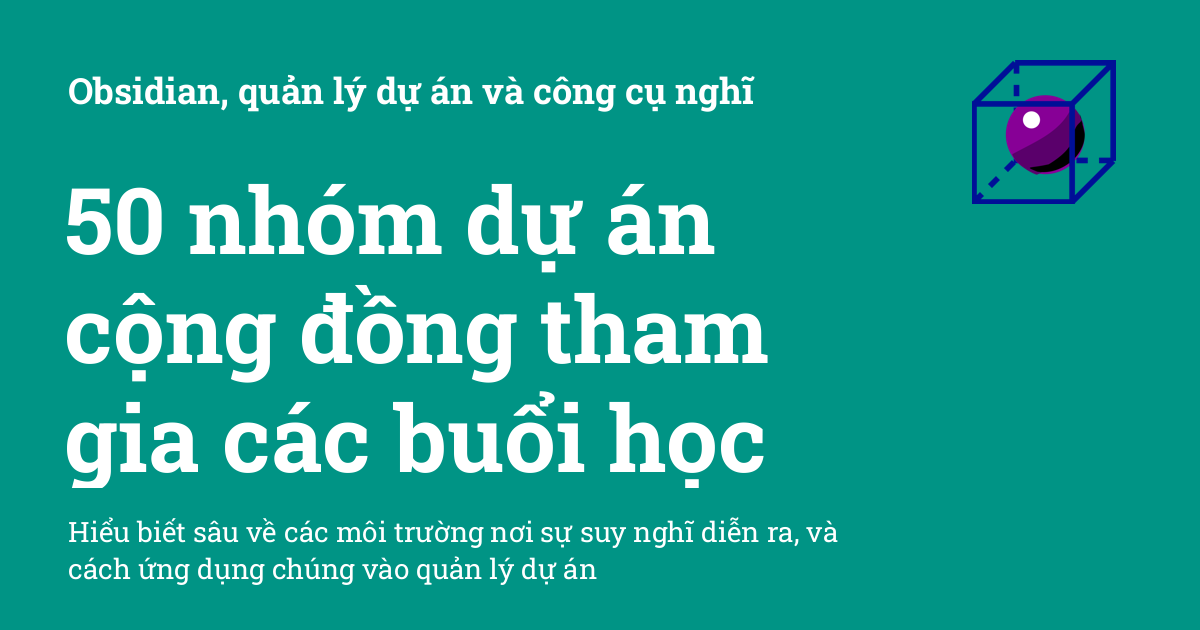 Obsidian, quản lý dự án và công cụ nghĩ
50 nhóm dự án
cộng đồng tham
gia các buổi học
Hiểu biết sâu về các môi trường nơi sự suy nghĩ diễn ra, và
cách ứng dụng chúng vào quản lý dự án